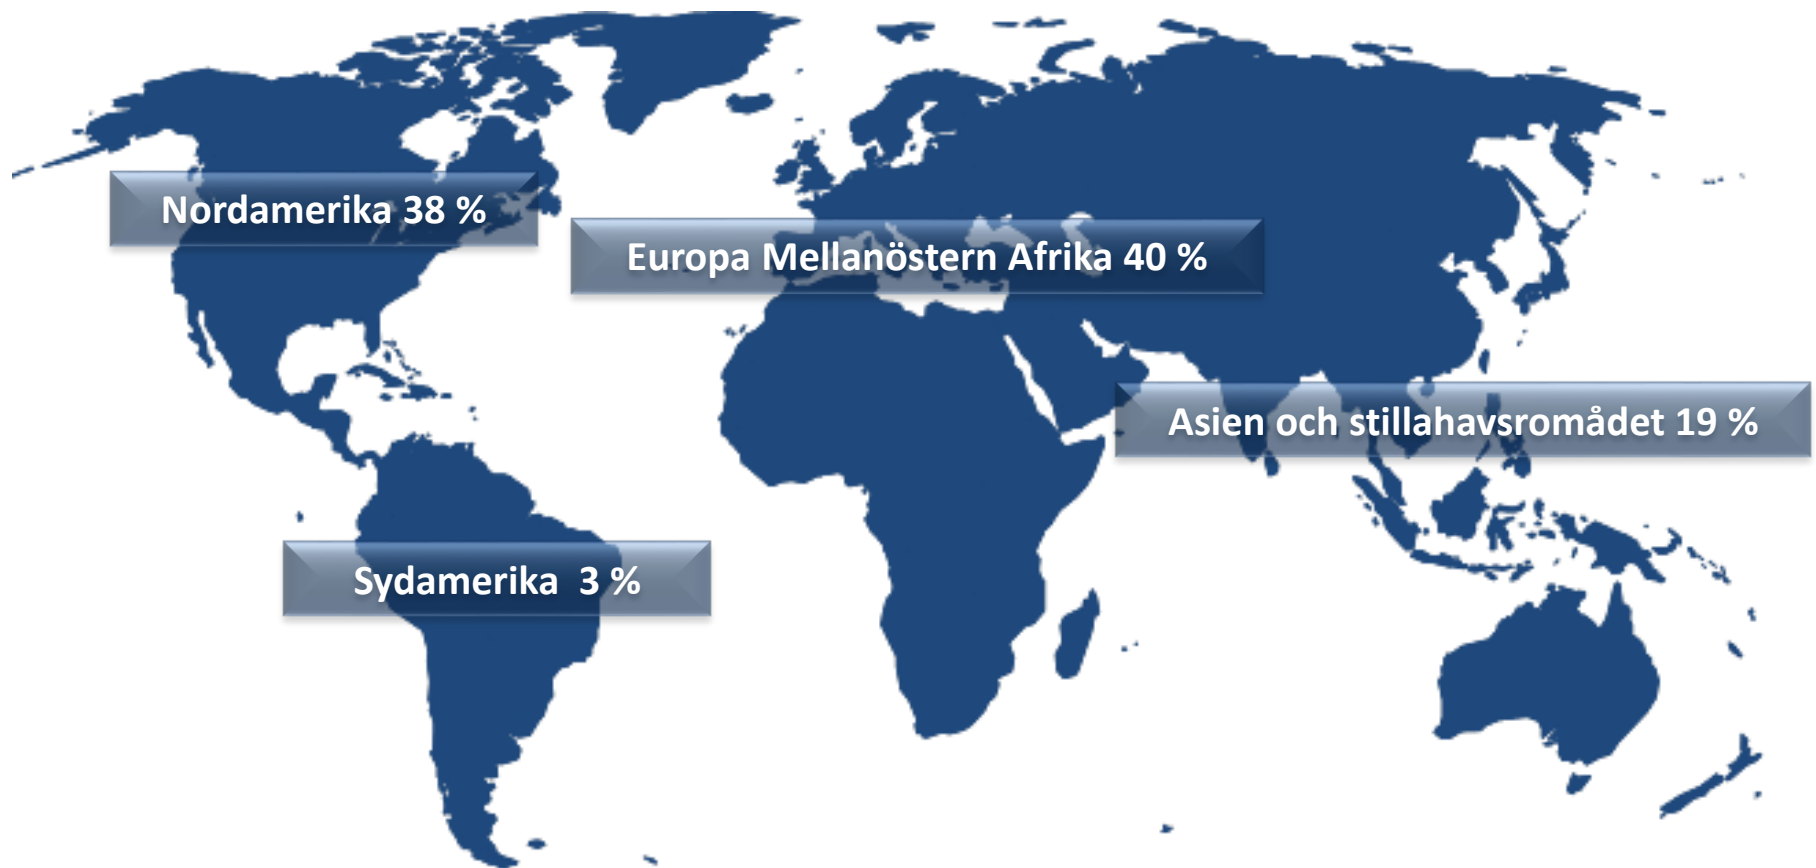 Nordamerika 38 %
Europa Mellanöstern Afrika 40 %
Asien och stillahavsromådet 19 %
Sydamerika  3 %